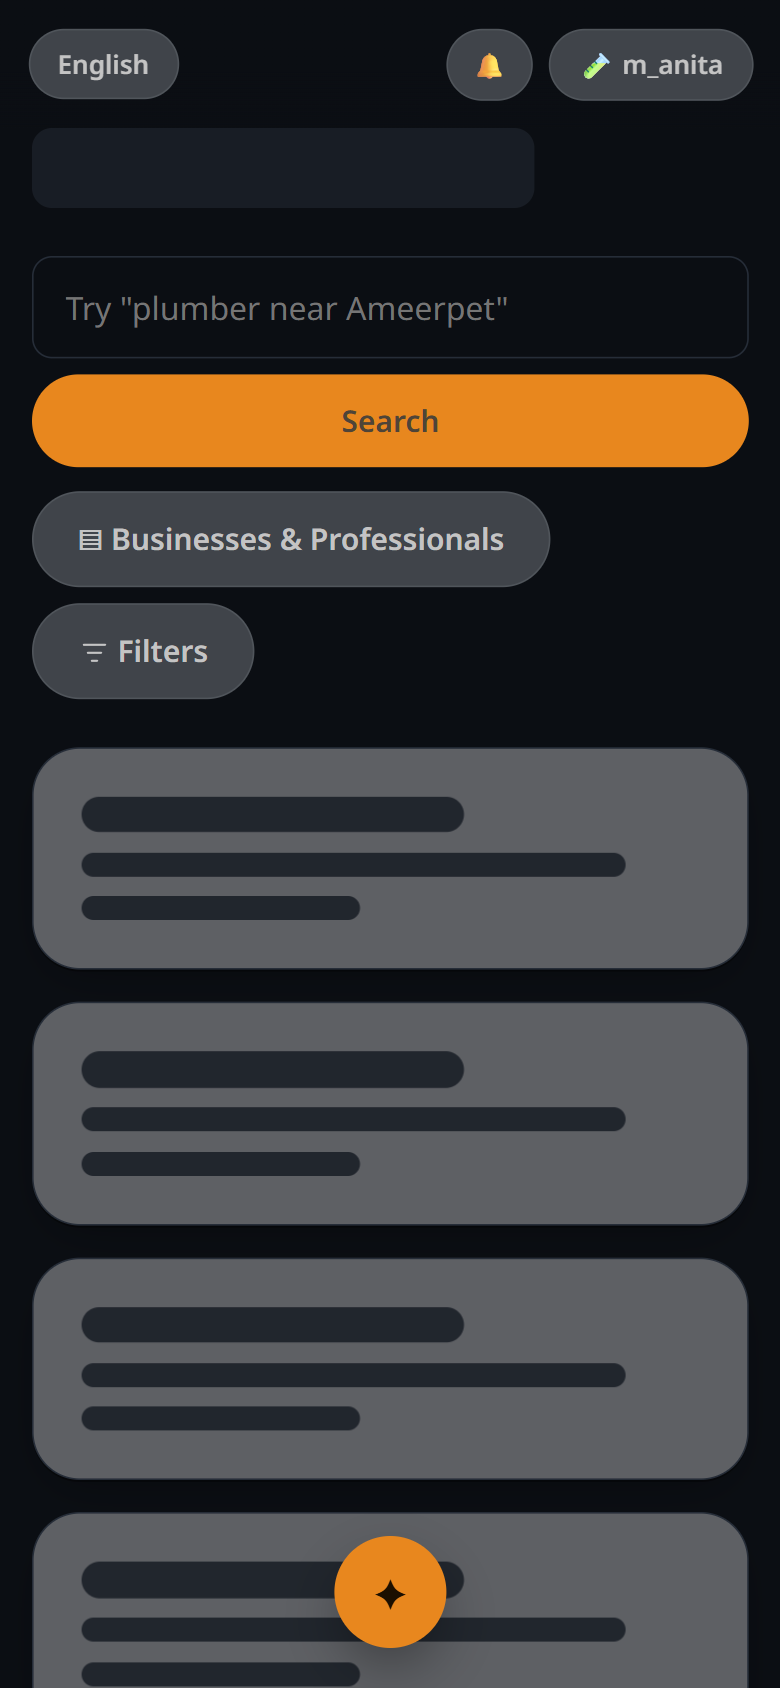 English
m_anita
Try "plumber near Ameerpet"
Search
Businesses & Professionals
Filters